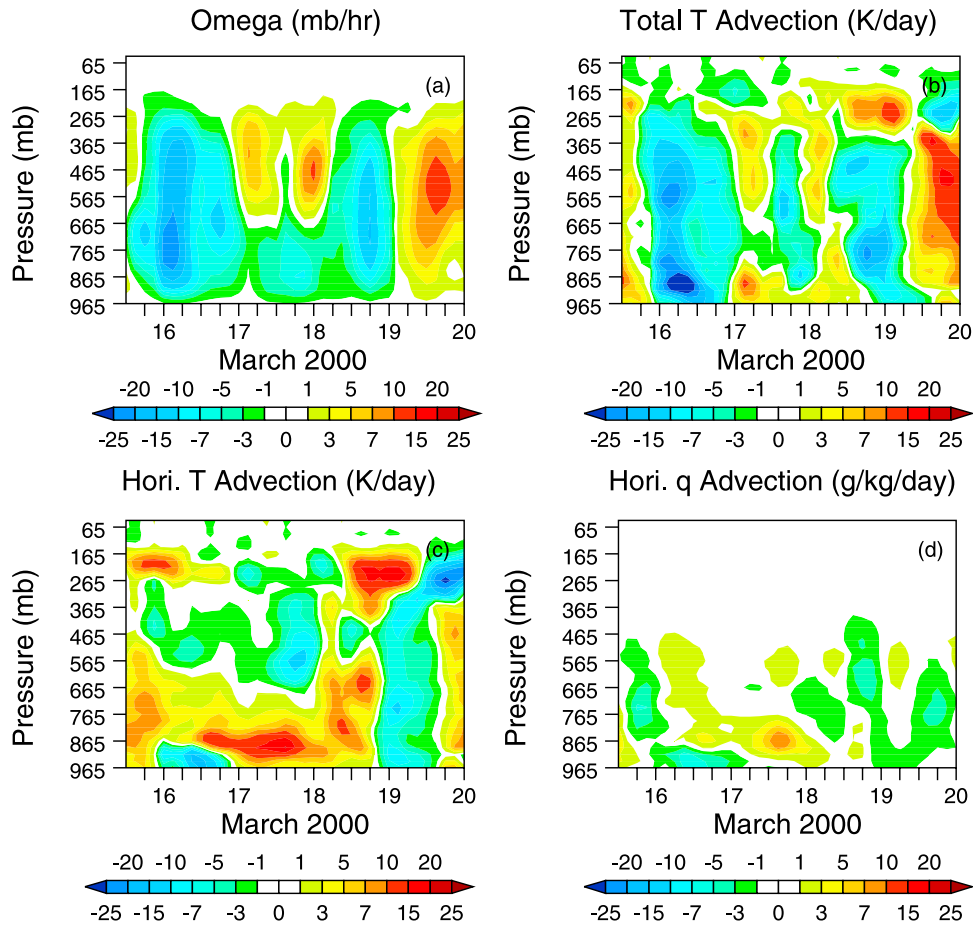 Omega (mb/hr)
(a)
Pressure (mb)
65
165
265
365
465
565
665
765
865
965
16 17 18 19 20
March 2000
-20 -10 -5 -1 1 5 10 20
-25 -15 -7 -3 0 3 7 15 25
Total T Advection (K/day)
(b)
Pressure (mb)
65
165
265
365
465
565
665
765
865
965
16 17 18 19 20
March 2000
-20 -10 -5 -1 1 5 10 20
-25 -15 -7 -3 0 3 7 15 25
Hori. T Advection (K/day)
(c)
Pressure (mb)
65
165
265
365
465
565
665
765
865
965
16 17 18 19 20
March 2000
-20 -10 -5 -1 1 5 10 20
-25 -15 -7 -3 0 3 7 15 25
Hori. q Advection (g/kg/day)
(d)
Pressure (mb)
65
165
265
365
465
565
665
765
865
965
16 17 18 19 20
March 2000
-20 -10 -5 -1 1 5 10 20
-25 -15 -7 -3 0 3 7 15 25